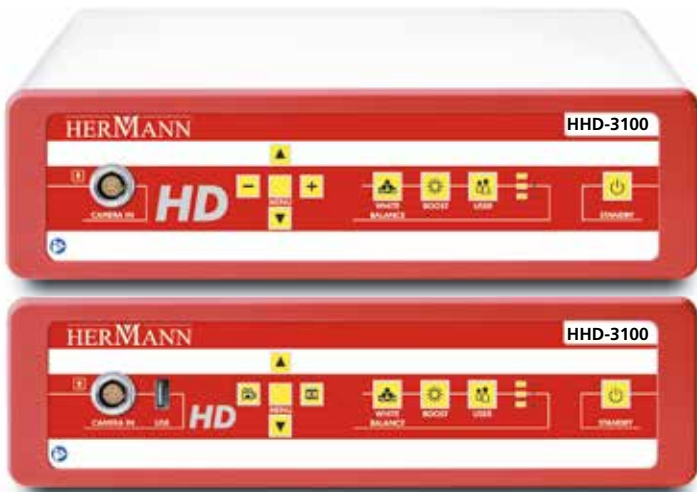 HERMANN
HHD-3100
CAMERA IN
HD
MENU
WHITE BALANCE
BOOST
USER
STANDBY
HERMANN
HHD-3100
CAMERA IN
USB
HD
MENU
WHITE BALANCE
BOOST
USER
STANDBY